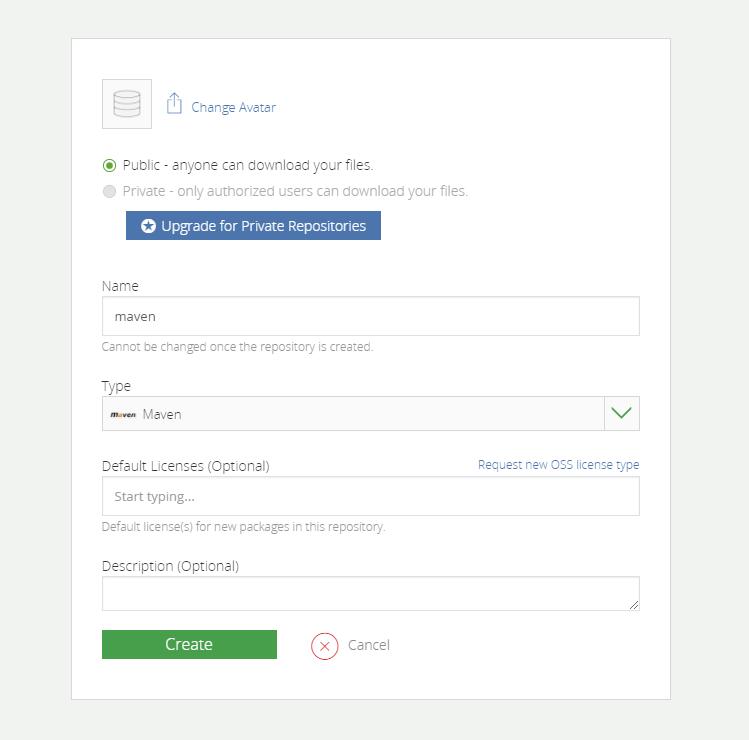 Change Avatar
Public - anyone can download your files.
Private - only authorized users can download your files.
Upgrade for Private Repositories
Name
maven
Cannot be changed once the repository is created.
Type
maven Maven
Default Licenses (Optional) Request new OSS license type
Start typing...
Default license(s) for new packages in this repository.
Description (Optional)
Create Cancel